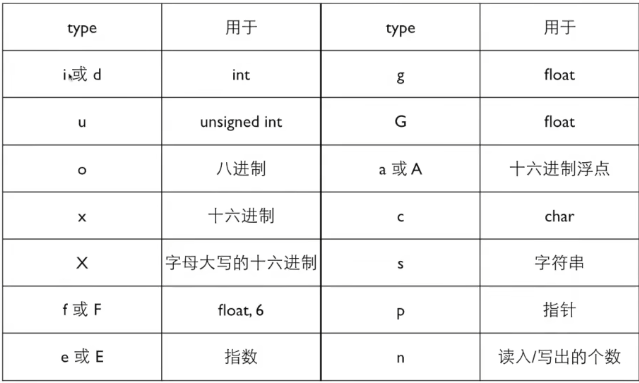 type 用于 type 用于
i 或 d int g float
u unsigned int G float
o 八进制 a 或 A 十六进制浮点
x 十六进制 c char
X 字母大写的十六进制 s 字符串
f 或 F float, 6 p 指针
e 或 E 指数 n 读入/写出的个数